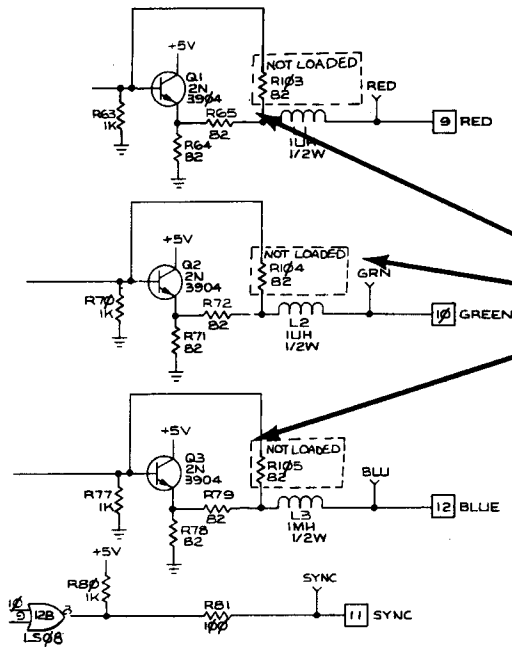 +5V
Q1
2N
3904
R63
1K
R64
82
R65
82
NOT LOADED
R103
82
1UH
1/2W
RED
9 RED
+5V
Q2
2N
3904
R70
1K
R71
82
R72
82
NOT LOADED
R104
82
L2
1UH
1/2W
GRN
10 GREEN
+5V
Q3
2N
3904
R77
1K
R78
82
R79
82
NOT LOADED
R105
82
L3
1MH
1/2W
BLU
12 BLUE
+5V
R80
1K
10
9
12B
3
LS08
R81
100
SYNC
11 SYNC